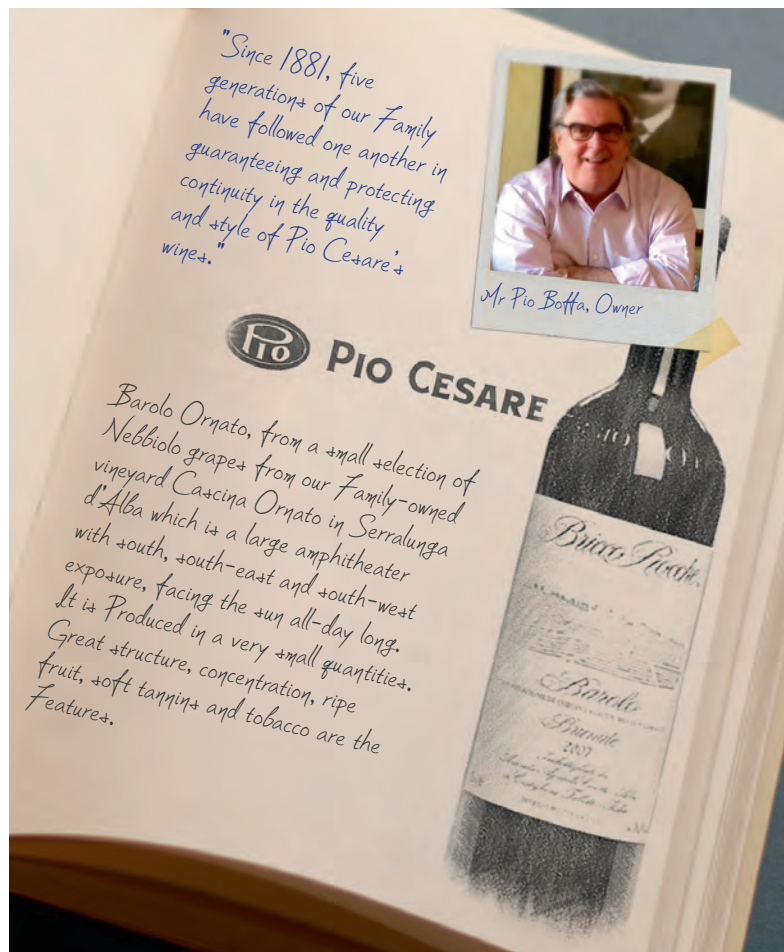 "Since 1881, five
generations of our Family
have followed one another in
guaranteeing and protecting
continuity in the quality
and style of Pio Cesare's
wines."
Mr Pio Boffa, Owner
PIO
PIO CESARE
Barolo Ornato, from a small selection of
Nebbiolo grapes from our Family-owned
vineyard Cascina Ornato in Serralunga
d'Alba which is a large amphitheater
with south, south-east and south-west
exposure, facing the sun all-day long.
It is Produced in a very small quantities.
Great structure, concentration, ripe
fruit, soft tannins and tobacco are the
Features.
Barolo
Brunate
2007